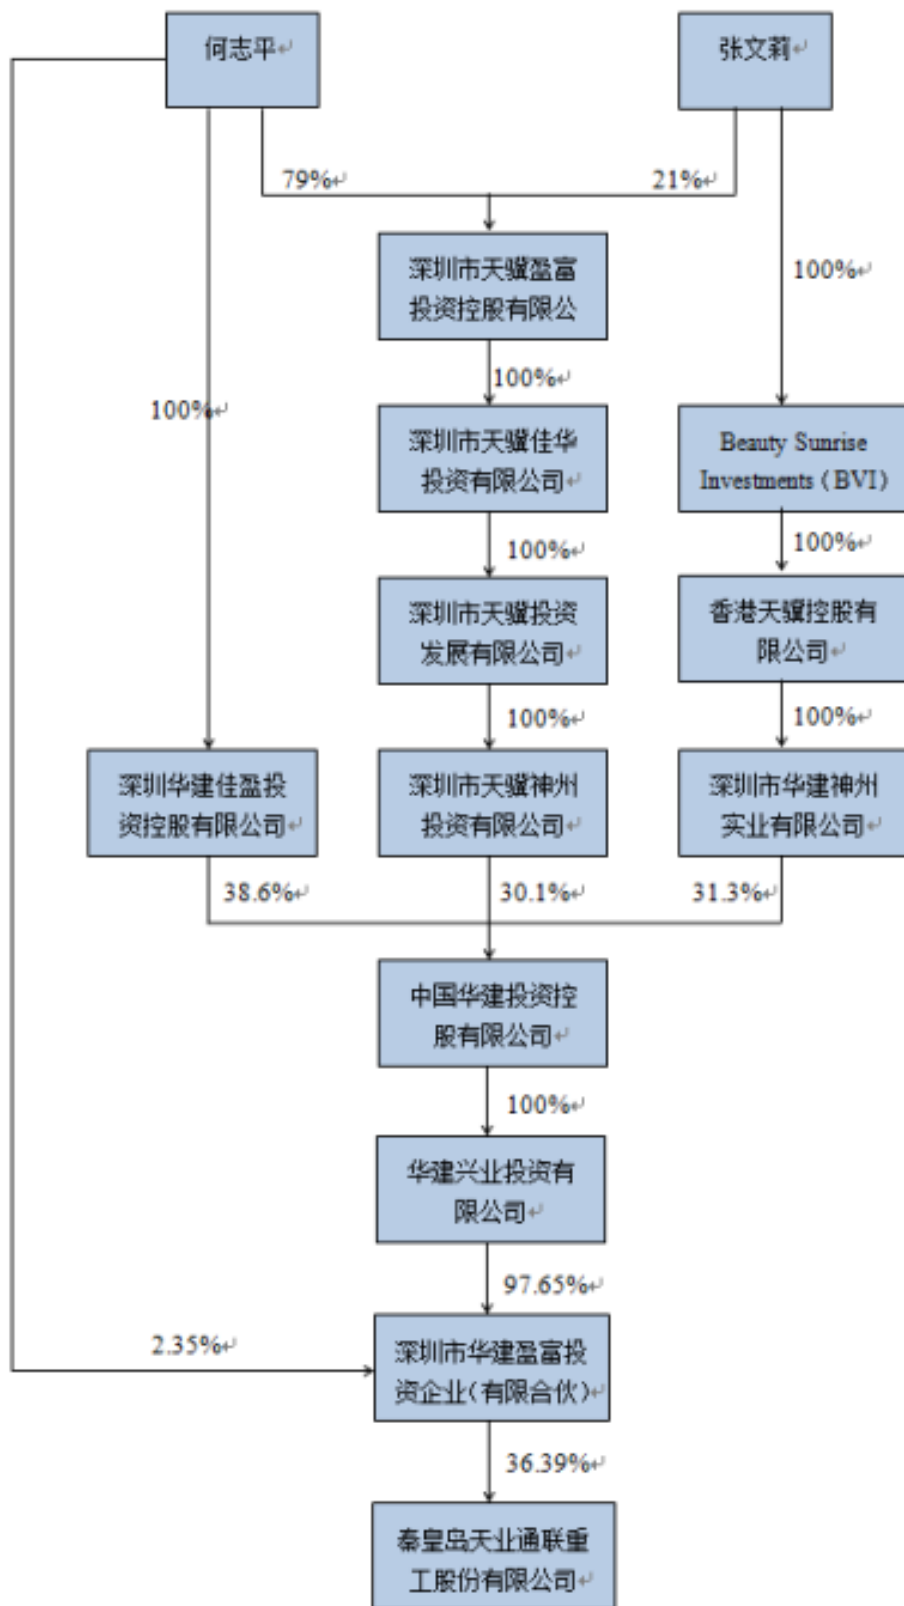 何志平
张文莉
79%
21%
深圳市天骥盈富
投资控股有限公
100%
100%
100%
深圳市天骥佳华
投资有限公司
Beauty Sunrise
Investments（BVI）
100%
100%
深圳市天骥投资
发展有限公司
香港天骥控股有
限公司
100%
100%
深圳华建佳盈投
资控股有限公司
深圳市天骥神州
投资有限公司
深圳市华建神州
实业有限公司
38.6%
30.1%
31.3%
中国华建投资控
股有限公司
100%
华建兴业投资有
限公司
97.65%
2.35%
深圳市华建盈富投
资企业（有限合伙）
36.39%
秦皇岛天业通联重
工股份有限公司